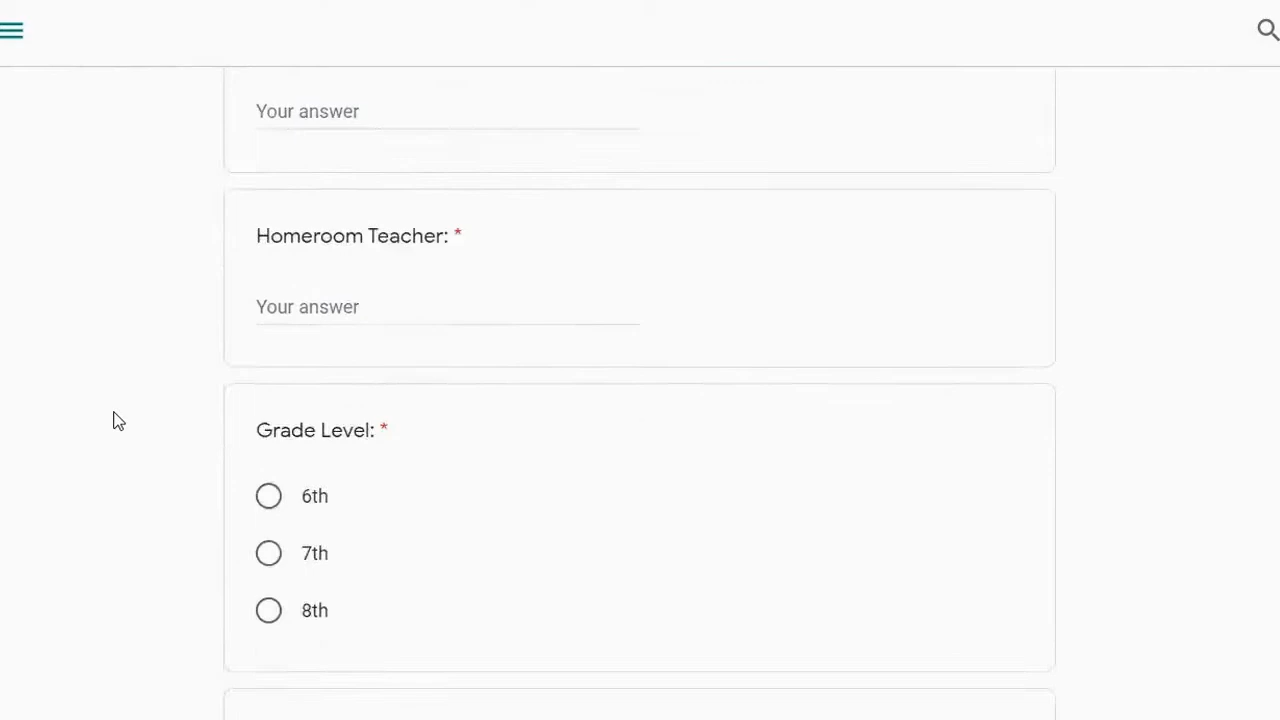 Your answer
Homeroom Teacher: *
Your answer
Grade Level: *
6th
7th
8th